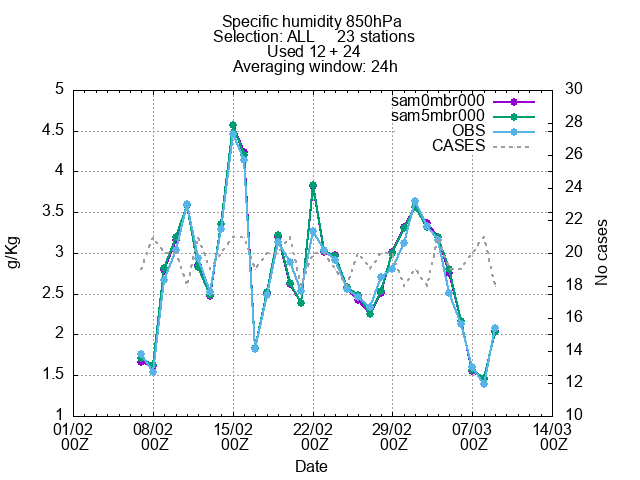 Specific humidity 850hPa
Selection: ALL 23 stations
Used 12 + 24
Averaging window: 24h
sam0mbr000
sam5mbr000
OBS
CASES
g/Kg
5
4.5
4
3.5
3
2.5
2
1.5
1
No cases
30
28
26
24
22
20
18
16
14
12
10
01/02 08/02 15/02 22/02 29/02 07/03 14/03
00Z 00Z 00Z 00Z 00Z 00Z 00Z
Date